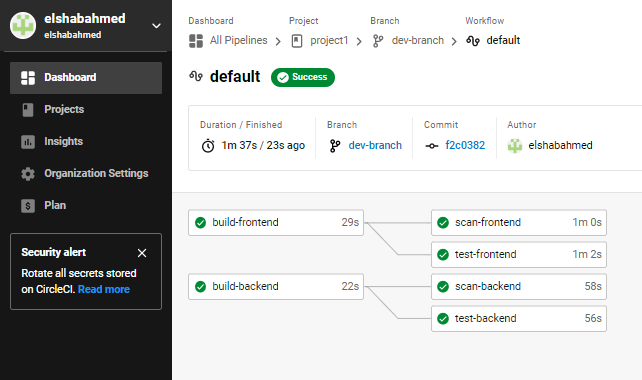 elshabahmed
elshabahmed
Dashboard
Projects
Insights
Organization Settings
Plan
Security alert
Rotate all secrets stored
on CircleCI. Read more
Dashboard Project Branch Workflow
All Pipelines project1 dev-branch default
default Success
Duration / Finished Branch Commit Author
1m 37s / 23s ago dev-branch f2c0382 elshabahmed
build-frontend 29s scan-frontend 1m 0s
test-frontend 1m 2s
build-backend 22s scan-backend 58s
test-backend 56s